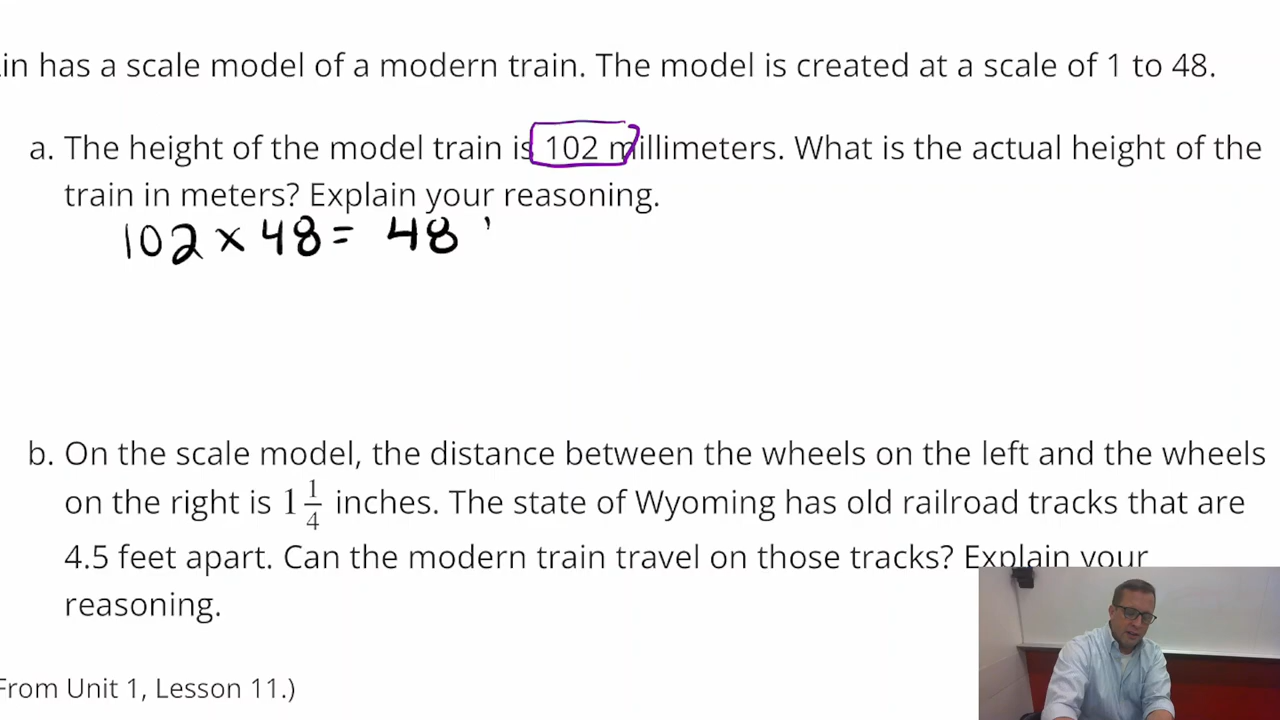 in has a scale model of a modern train. The model is created at a scale of 1 to 48.
a. The height of the model train is 102 millimeters. What is the actual height of the
train in meters? Explain your reasoning.
102 × 48 = 48
b. On the scale model, the distance between the wheels on the left and the wheels
on the right is 1 1/4 inches. The state of Wyoming has old railroad tracks that are
4.5 feet apart. Can the modern train travel on those tracks? Explain your
reasoning.
From Unit 1, Lesson 11.)